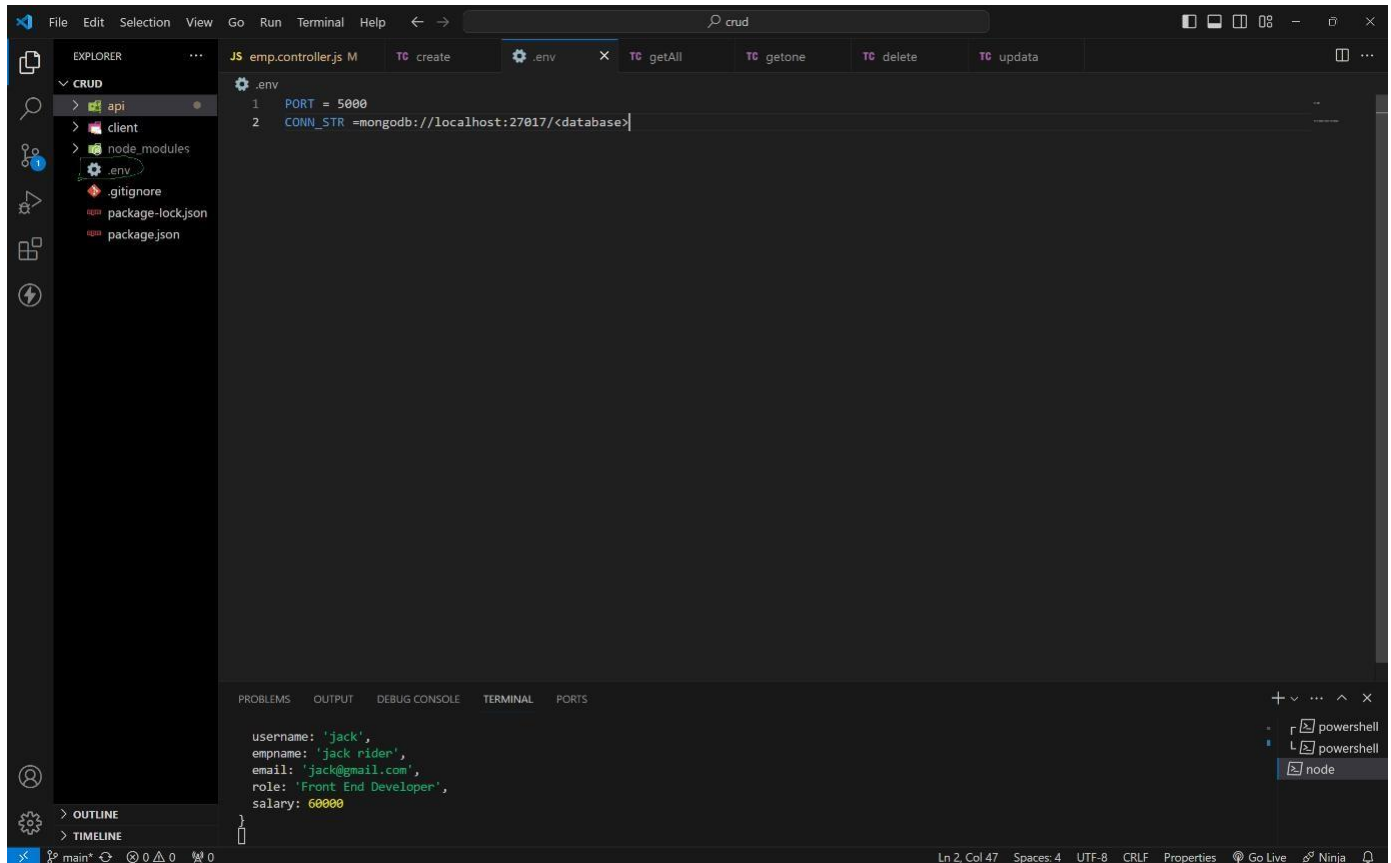 File Edit Selection View Go Run Terminal Help
crud
EXPLORER
CRUD
api
client
node_modules
.env
.gitignore
package-lock.json
package.json
OUTLINE
TIMELINE
JS emp.controller.js M
TC create
.env
TC getAll
TC getone
TC delete
TC updata
.env
1 PORT = 5000
2 CONN_STR =mongodb://localhost:27017/<database>
PROBLEMS OUTPUT DEBUG CONSOLE TERMINAL PORTS
username: 'jack',
empname: 'jack rider',
email: 'jack@gmail.com',
role: 'Front End Developer',
salary: 60000
}
powershell
powershell
node
1
main* 0 0 0
Ln 2, Col 47 Spaces: 4 UTF-8 CRLF Properties Go Live Ninja